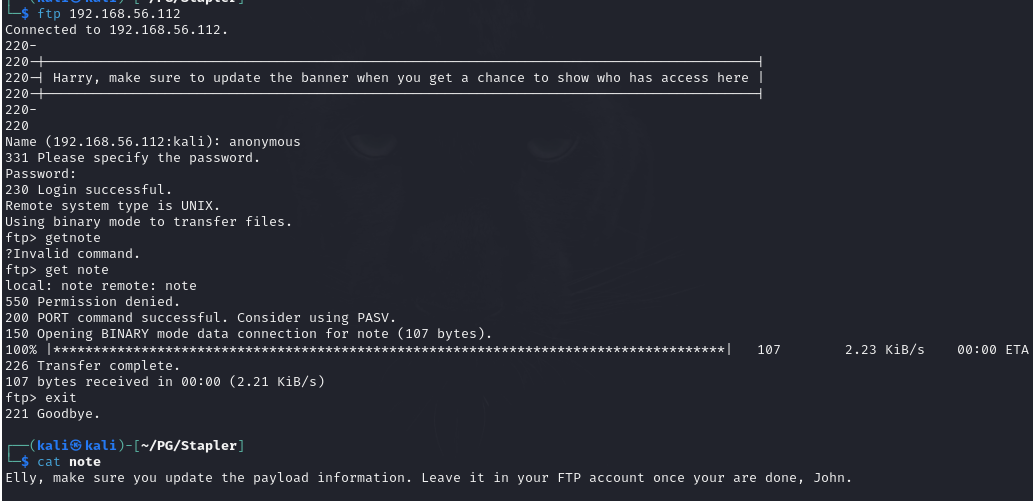 ┌──(kali㉿kali)-[~/PG/Stapler]
└─$ ftp 192.168.56.112
Connected to 192.168.56.112.
220-
220-|-----------------------------------------------------------------------------------------|
220-| Harry, make sure to update the banner when you get a chance to show who has access here |
220-|-----------------------------------------------------------------------------------------|
220-
220
Name (192.168.56.112:kali): anonymous
331 Please specify the password.
Password:
230 Login successful.
Remote system type is UNIX.
Using binary mode to transfer files.
ftp> getnote
?Invalid command.
ftp> get note
local: note remote: note
550 Permission denied.
200 PORT command successful. Consider using PASV.
150 Opening BINARY mode data connection for note (107 bytes).
100% |************************************************************************************| 107 2.23 KiB/s 00:00 ETA
226 Transfer complete.
107 bytes received in 00:00 (2.21 KiB/s)
ftp> exit
221 Goodbye.
┌──(kali㉿kali)-[~/PG/Stapler]
└─$ cat note
Elly, make sure you update the payload information. Leave it in your FTP account once your are done, John.